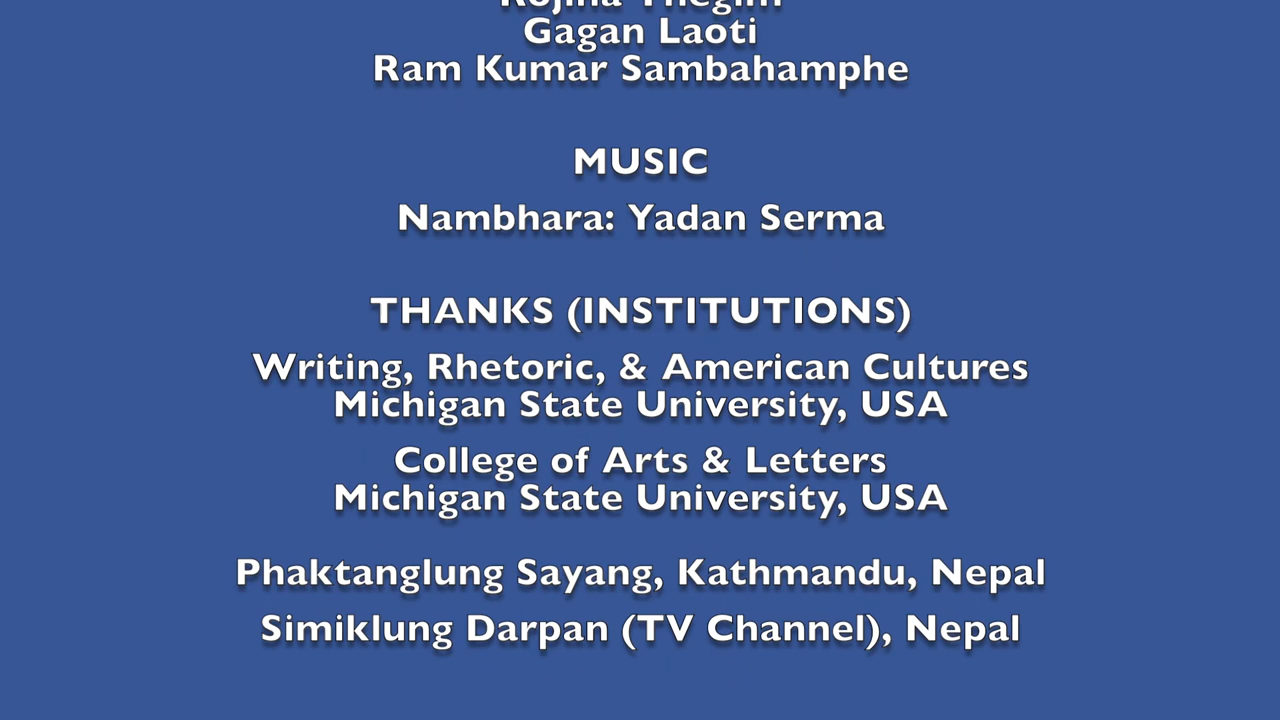 Gagan Laoti
Ram Kumar Sambahamphe
MUSIC
Nambhara: Yadan Serma
THANKS (INSTITUTIONS)
Writing, Rhetoric, & American Cultures
Michigan State University, USA
College of Arts & Letters
Michigan State University, USA
Phaktanglung Sayang, Kathmandu, Nepal
Simiklung Darpan (TV Channel), Nepal